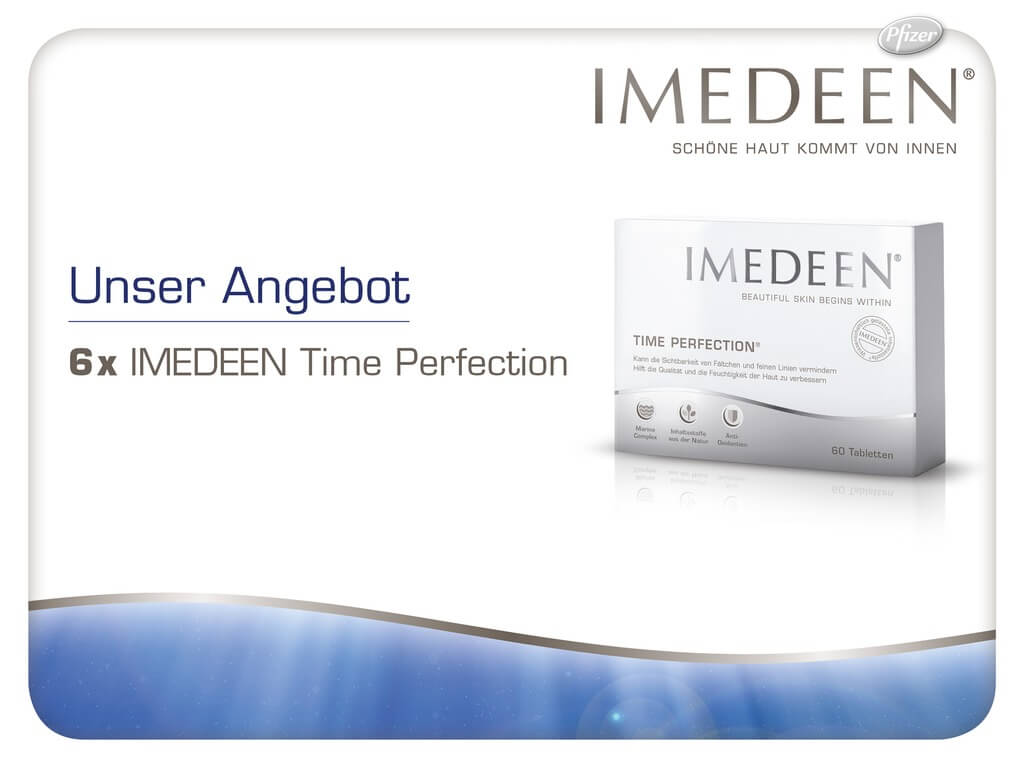 Pfizer
IMEDEEN®
SCHÖNE HAUT KOMMT VON INNEN
Unser Angebot
6x IMEDEEN Time Perfection
IMEDEEN®
BEAUTIFUL SKIN BEGINS WITHIN
IMEDEEN®
TIME PERFECTION®
Kann die Sichtbarkeit von Fältchen und feinen Linien vermindern
Hilft die Qualität und die Feuchtigkeit der Haut zu verbessern
Marine
Complex
Inhaltsstoffe
aus der Natur
Anti-
Oxidantien
60 Tabletten